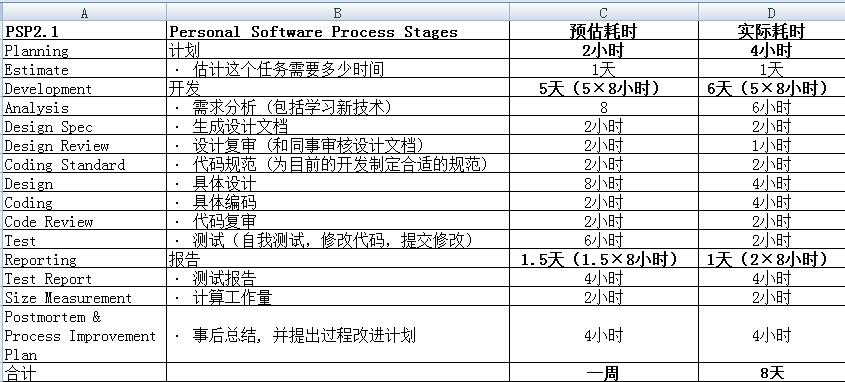 A B C D
PSP2.1 Personal Software Process Stages 预估耗时 实际耗时
Planning 计划 2小时 4小时
Estimate · 估计这个任务需要多少时间 1天 1天
Development 开发 5天（5×8小时） 6天（5×8小时）
Analysis · 需求分析（包括学习新技术） 8 6小时
Design Spec · 生成设计文档 2小时 2小时
Design Review · 设计复审（和同事审核设计文档） 2小时 1小时
Coding Standard · 代码规范（为目前的开发制定合适的规范） 2小时 2小时
Design · 具体设计 8小时 4小时
Coding · 具体编码 2小时 4小时
Code Review · 代码复审 2小时 2小时
Test · 测试（自我测试，修改代码，提交修改） 6小时 2小时
Reporting 报告 1.5天（1.5×8小时） 1天（2×8小时）
Test Report · 测试报告 4小时 4小时
Size Measurement · 计算工作量 2小时 2小时
Postmortem &
Process Improvement · 事后总结，并提出过程改进计划 4小时 4小时
Plan
合计 一周 8天